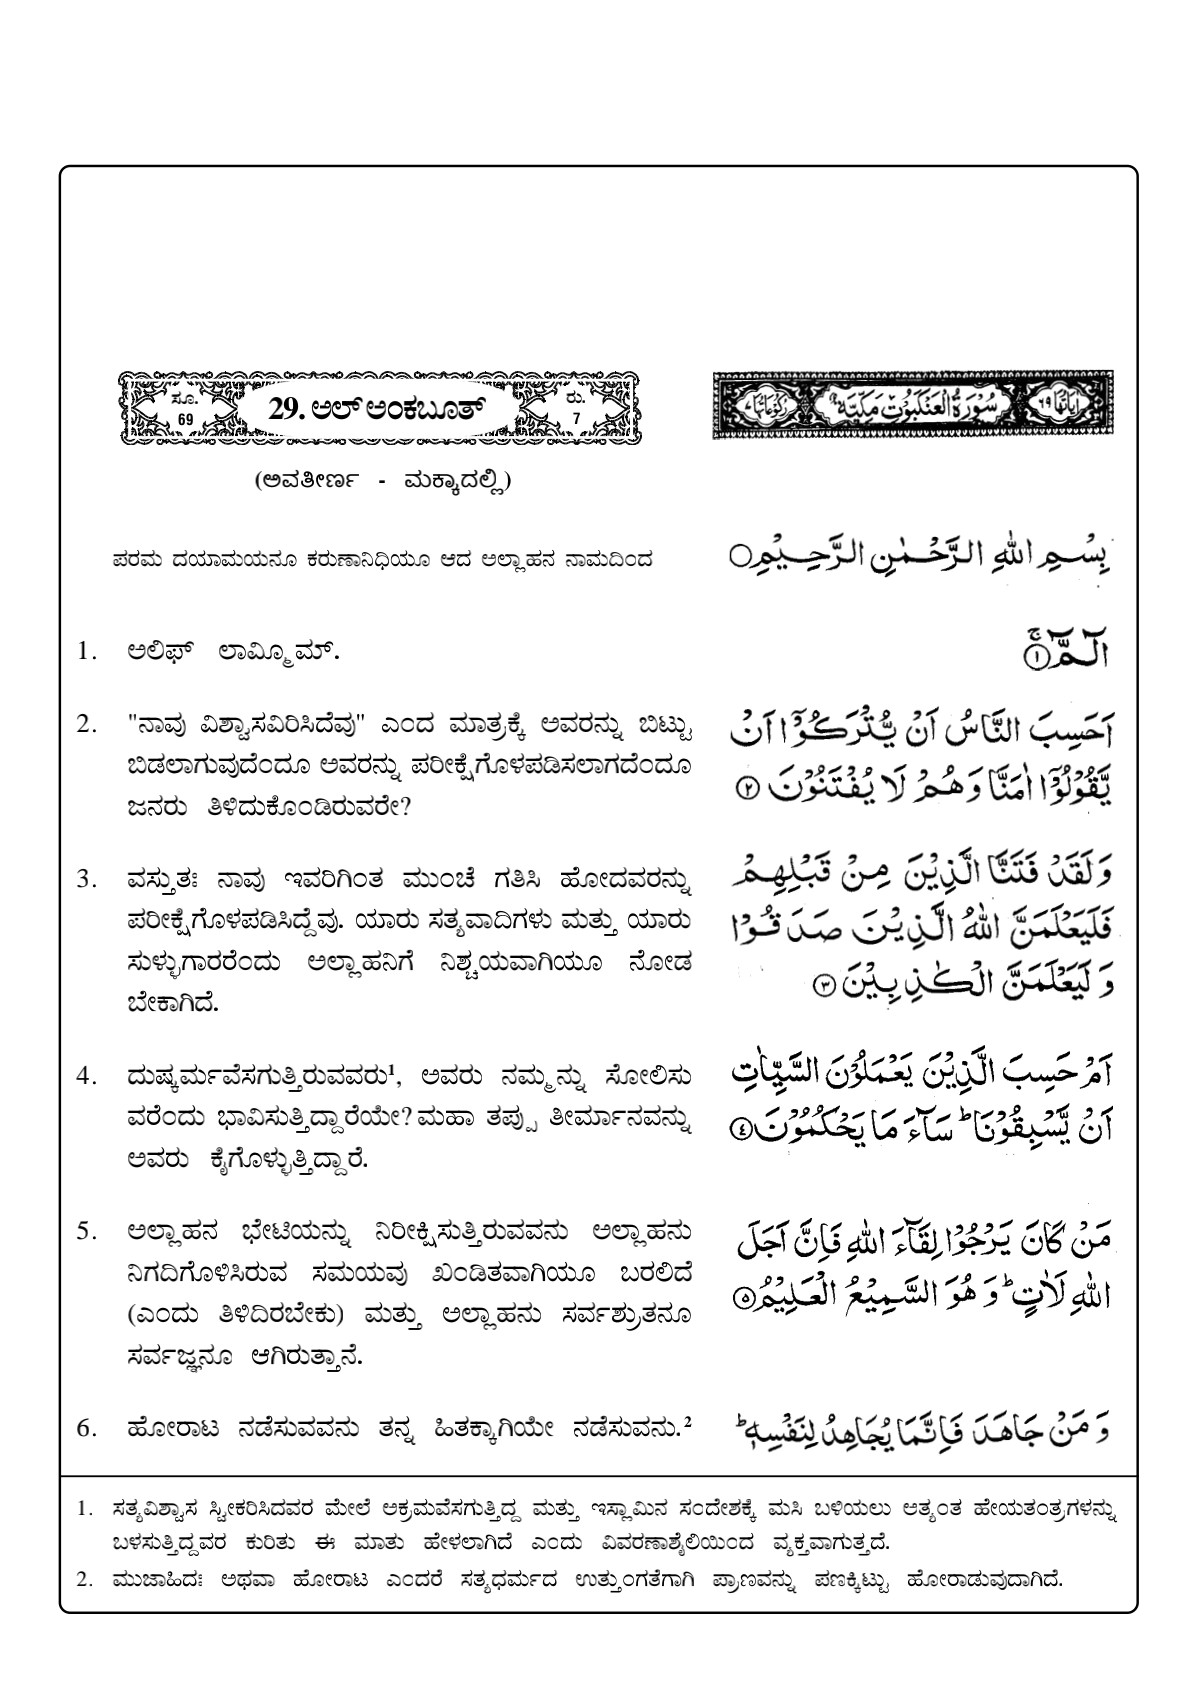 ಸೂ.
69
29. ಅಲ್ ಅಂಕಬೂತ್
ರು.
7
اٰيَاتُهَا ٦٩
سُوْرَةُ الْعَنْكَبُوْتِ مَكِّيَّةٌ
رُكُوْعَاتُهَا ٧
(ಅವತೀರ್ಣ - ಮಕ್ಕಾದಲ್ಲಿ)
ಪರಮ ದಯಾಮಯನೂ ಕರುಣಾನಿಧಿಯೂ ಆದ ಅಲ್ಲಾಹನ ನಾಮದಿಂದ
بِسْمِ اللّٰهِ الرَّحْمٰنِ الرَّحِيْمِ ○
1. ಅಲಿಫ್ ಲಾಮ್ಮೀಮ್.
الٓمّٓ ۚ ①
2. "ನಾವು ವಿಶ್ವಾಸವಿರಿಸಿದೆವು" ಎಂದ ಮಾತ್ರಕ್ಕೆ ಅವರನ್ನು ಬಿಟ್ಟು
ಬಿಡಲಾಗುವುದೆಂದೂ ಅವರನ್ನು ಪರೀಕ್ಷೆಗೊಳಪಡಿಸಲಾಗದೆಂದೂ
ಜನರು ತಿಳಿದುಕೊಂಡಿರುವರೇ?
اَحَسِبَ النَّاسُ اَنْ يُّتْرَكُوْٓا اَنْ
يَّقُوْلُوْٓا اٰمَنَّا وَهُمْ لَا يُفْتَنُوْنَ ②
3. ವಸ್ತುತಃ ನಾವು ಇವರಿಗಿಂತ ಮುಂಚೆ ಗತಿಸಿ ಹೋದವರನ್ನು
ಪರೀಕ್ಷೆಗೊಳಪಡಿಸಿದ್ದೆವು. ಯಾರು ಸತ್ಯವಾದಿಗಳು ಮತ್ತು ಯಾರು
ಸುಳ್ಳುಗಾರರೆಂದು ಅಲ್ಲಾಹನಿಗೆ ನಿಶ್ಚಯವಾಗಿಯೂ ನೋಡ
ಬೇಕಾಗಿದೆ.
وَلَقَدْ فَتَنَّا الَّذِيْنَ مِنْ قَبْلِهِمْ
فَلَيَعْلَمَنَّ اللّٰهُ الَّذِيْنَ صَدَقُوْا
وَلَيَعْلَمَنَّ الْكٰذِبِيْنَ ③
4. ದುಷ್ಕರ್ಮವೆಸಗುತ್ತಿರುವವರು¹, ಅವರು ನಮ್ಮನ್ನು ಸೋಲಿಸು
ವರೆಂದು ಭಾವಿಸುತ್ತಿದ್ದಾರೆಯೇ? ಮಹಾ ತಪ್ಪು ತೀರ್ಮಾನವನ್ನು
ಅವರು ಕೈಗೊಳ್ಳುತ್ತಿದ್ದಾರೆ.
اَمْ حَسِبَ الَّذِيْنَ يَعْمَلُوْنَ السَّيِّاٰتِ
اَنْ يَّسْبِقُوْنَا ؕ سَآءَ مَا يَحْكُمُوْنَ ④
5. ಅಲ್ಲಾಹನ ಭೇಟಿಯನ್ನು ನಿರೀಕ್ಷಿಸುತ್ತಿರುವವನು ಅಲ್ಲಾಹನು
ನಿಗದಿಗೊಳಿಸಿರುವ ಸಮಯವು ಖಂಡಿತವಾಗಿಯೂ ಬರಲಿದೆ
(ಎಂದು ತಿಳಿದಿರಬೇಕು) ಮತ್ತು ಅಲ್ಲಾಹನು ಸರ್ವಶ್ರುತನೂ
ಸರ್ವಜ್ಞನೂ ಆಗಿರುತ್ತಾನೆ.
مَنْ كَانَ يَرْجُوْا لِقَآءَ اللّٰهِ فَاِنَّ اَجَلَ
اللّٰهِ لَاٰتٍ ؕ وَهُوَ السَّمِيْعُ الْعَلِيْمُ ⑤
6. ಹೋರಾಟ ನಡೆಸುವವನು ತನ್ನ ಹಿತಕ್ಕಾಗಿಯೇ ನಡೆಸುವನು.²
وَمَنْ جَاهَدَ فَاِنَّمَا يُجَاهِدُ لِنَفْسِهٖ ؕ
1. ಸತ್ಯವಿಶ್ವಾಸ ಸ್ವೀಕರಿಸಿದವರ ಮೇಲೆ ಅಕ್ರಮವೆಸಗುತ್ತಿದ್ದ ಮತ್ತು ಇಸ್ಲಾಮಿನ ಸಂದೇಶಕ್ಕೆ ಮಸಿ ಬಳಿಯಲು ಅತ್ಯಂತ ಹೇಯತಂತ್ರಗಳನ್ನು
ಬಳಸುತ್ತಿದ್ದವರ ಕುರಿತು ಈ ಮಾತು ಹೇಳಲಾಗಿದೆ ಎಂದು ವಿವರಣಾಶೈಲಿಯಿಂದ ವ್ಯಕ್ತವಾಗುತ್ತದೆ.
2. ಮುಜಾಹಿದಃ ಅಥವಾ ಹೋರಾಟ ಎಂದರೆ ಸತ್ಯಧರ್ಮದ ಉತ್ತುಂಗತೆಗಾಗಿ ಪ್ರಾಣವನ್ನು ಪಣಕ್ಕಿಟ್ಟು ಹೋರಾಡುವುದಾಗಿದೆ.